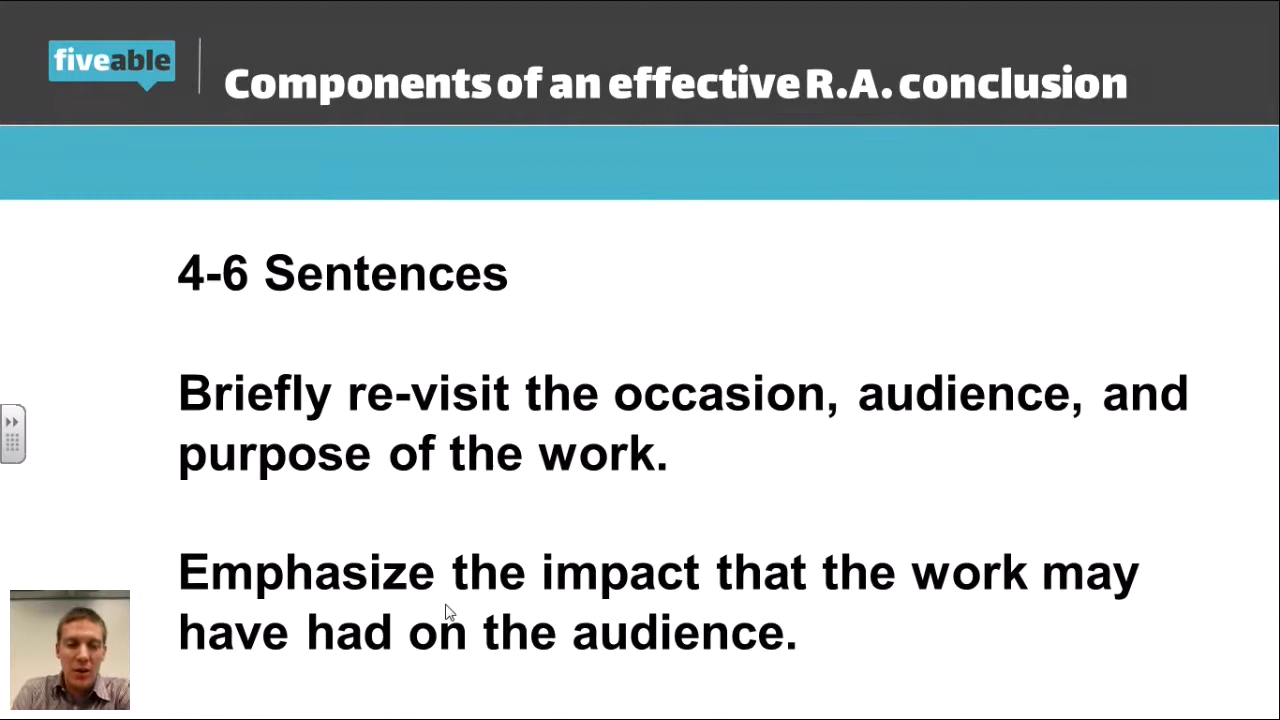 fiveable
Components of an effective R.A. conclusion
4-6 Sentences
Briefly re-visit the occasion, audience, and
purpose of the work.
Emphasize the impact that the work may
have had on the audience.